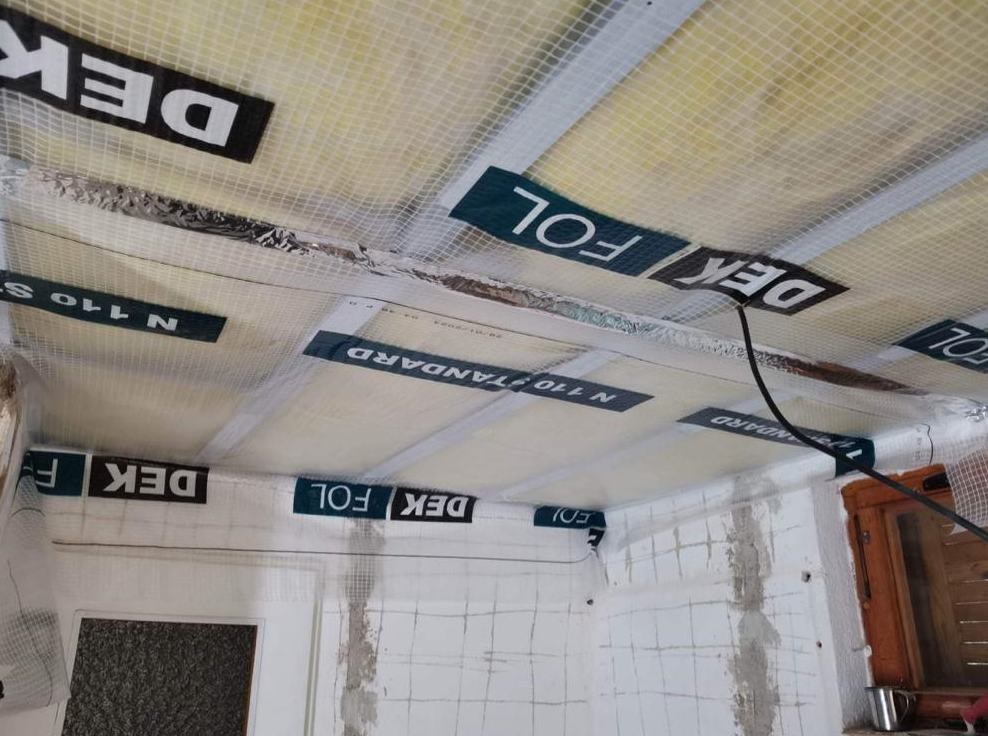 DEK
FOL DEK
FOL
N 110 S
N 110 STANDARD
STANDARD
F DEK
FOL DEK
FOL